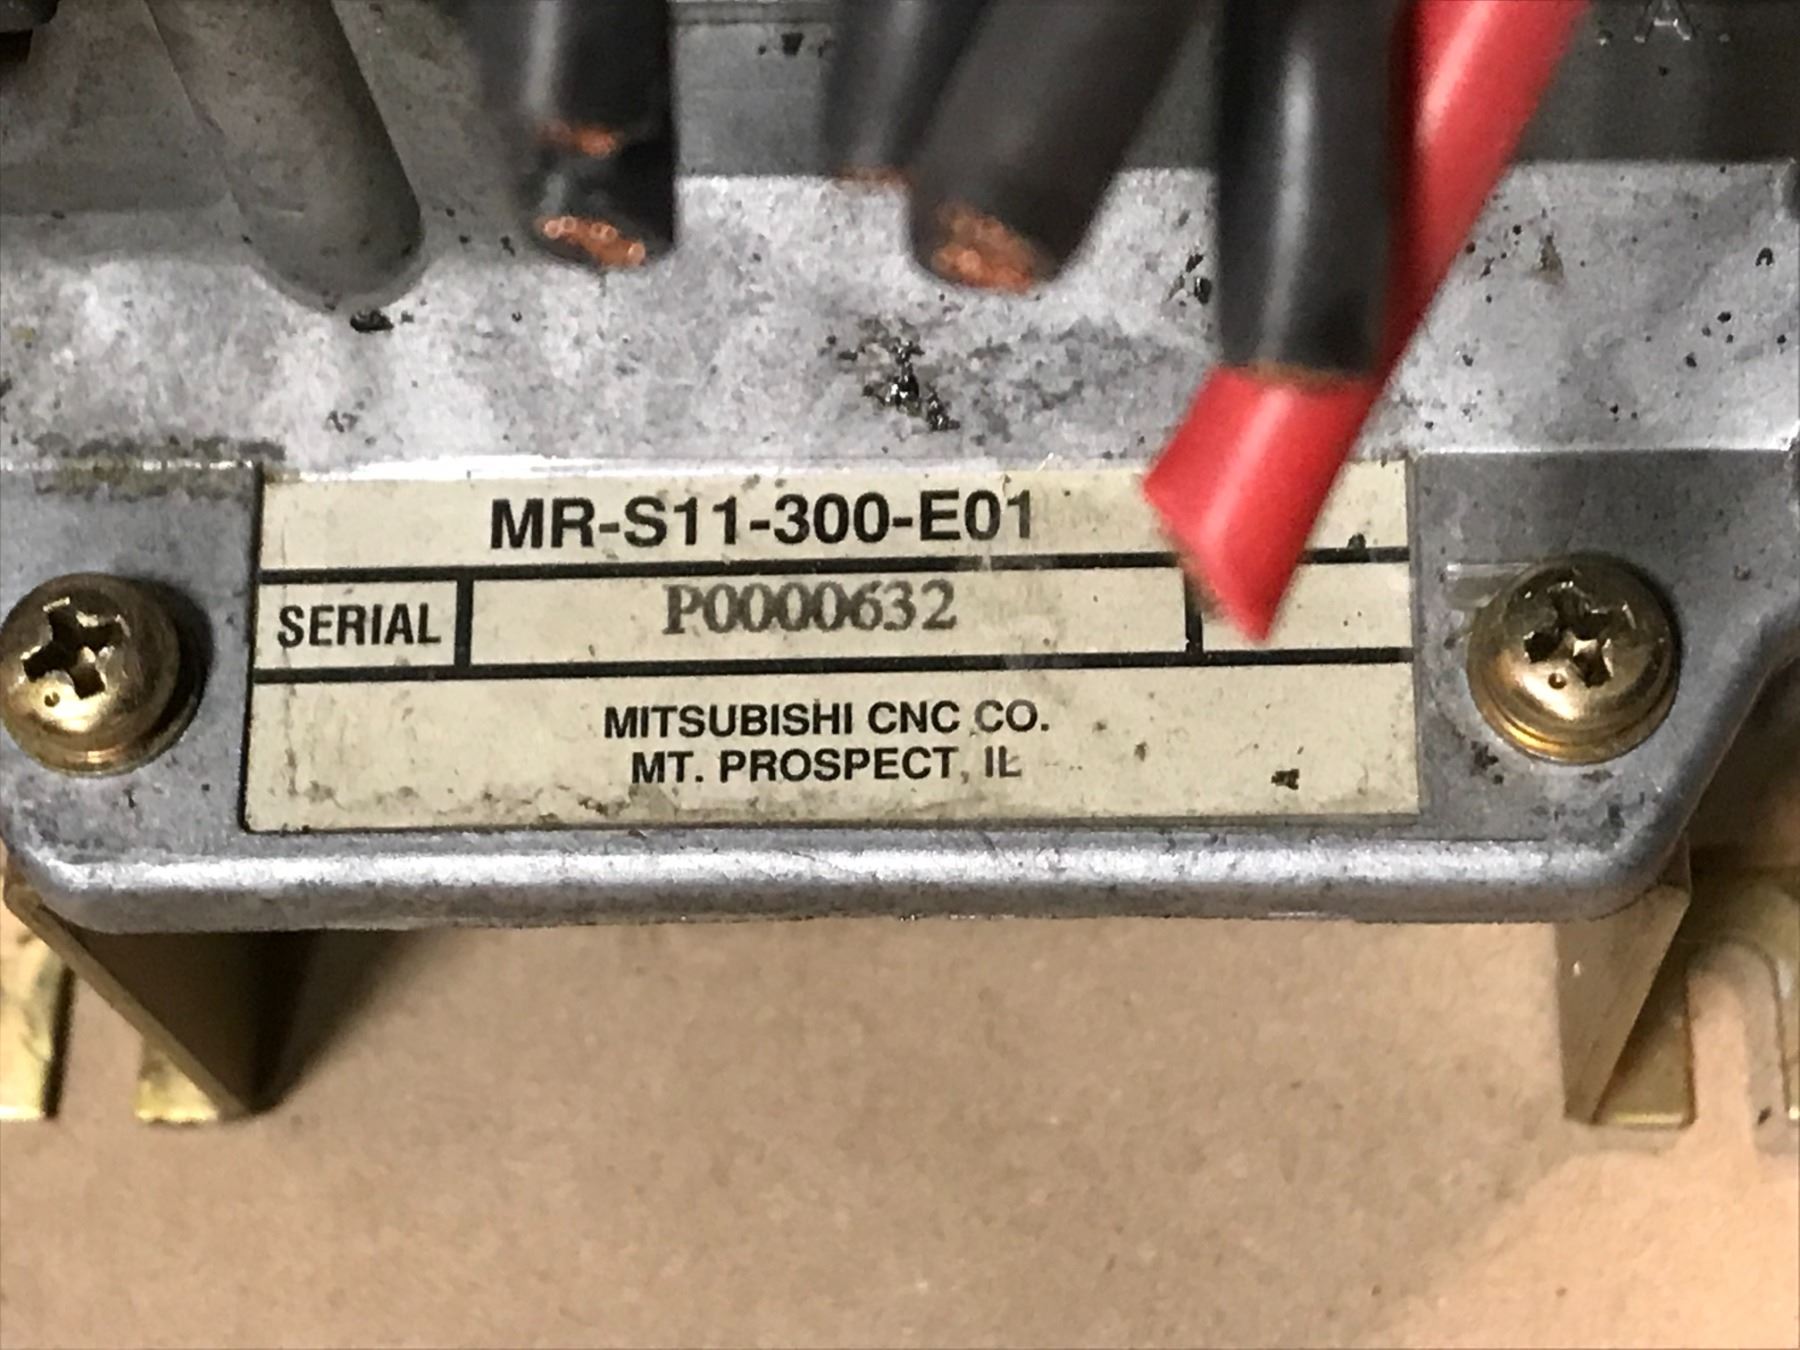 .A.
MR-S11-300-E01
SERIAL P0000632
MITSUBISHI CNC CO.
MT. PROSPECT, IL